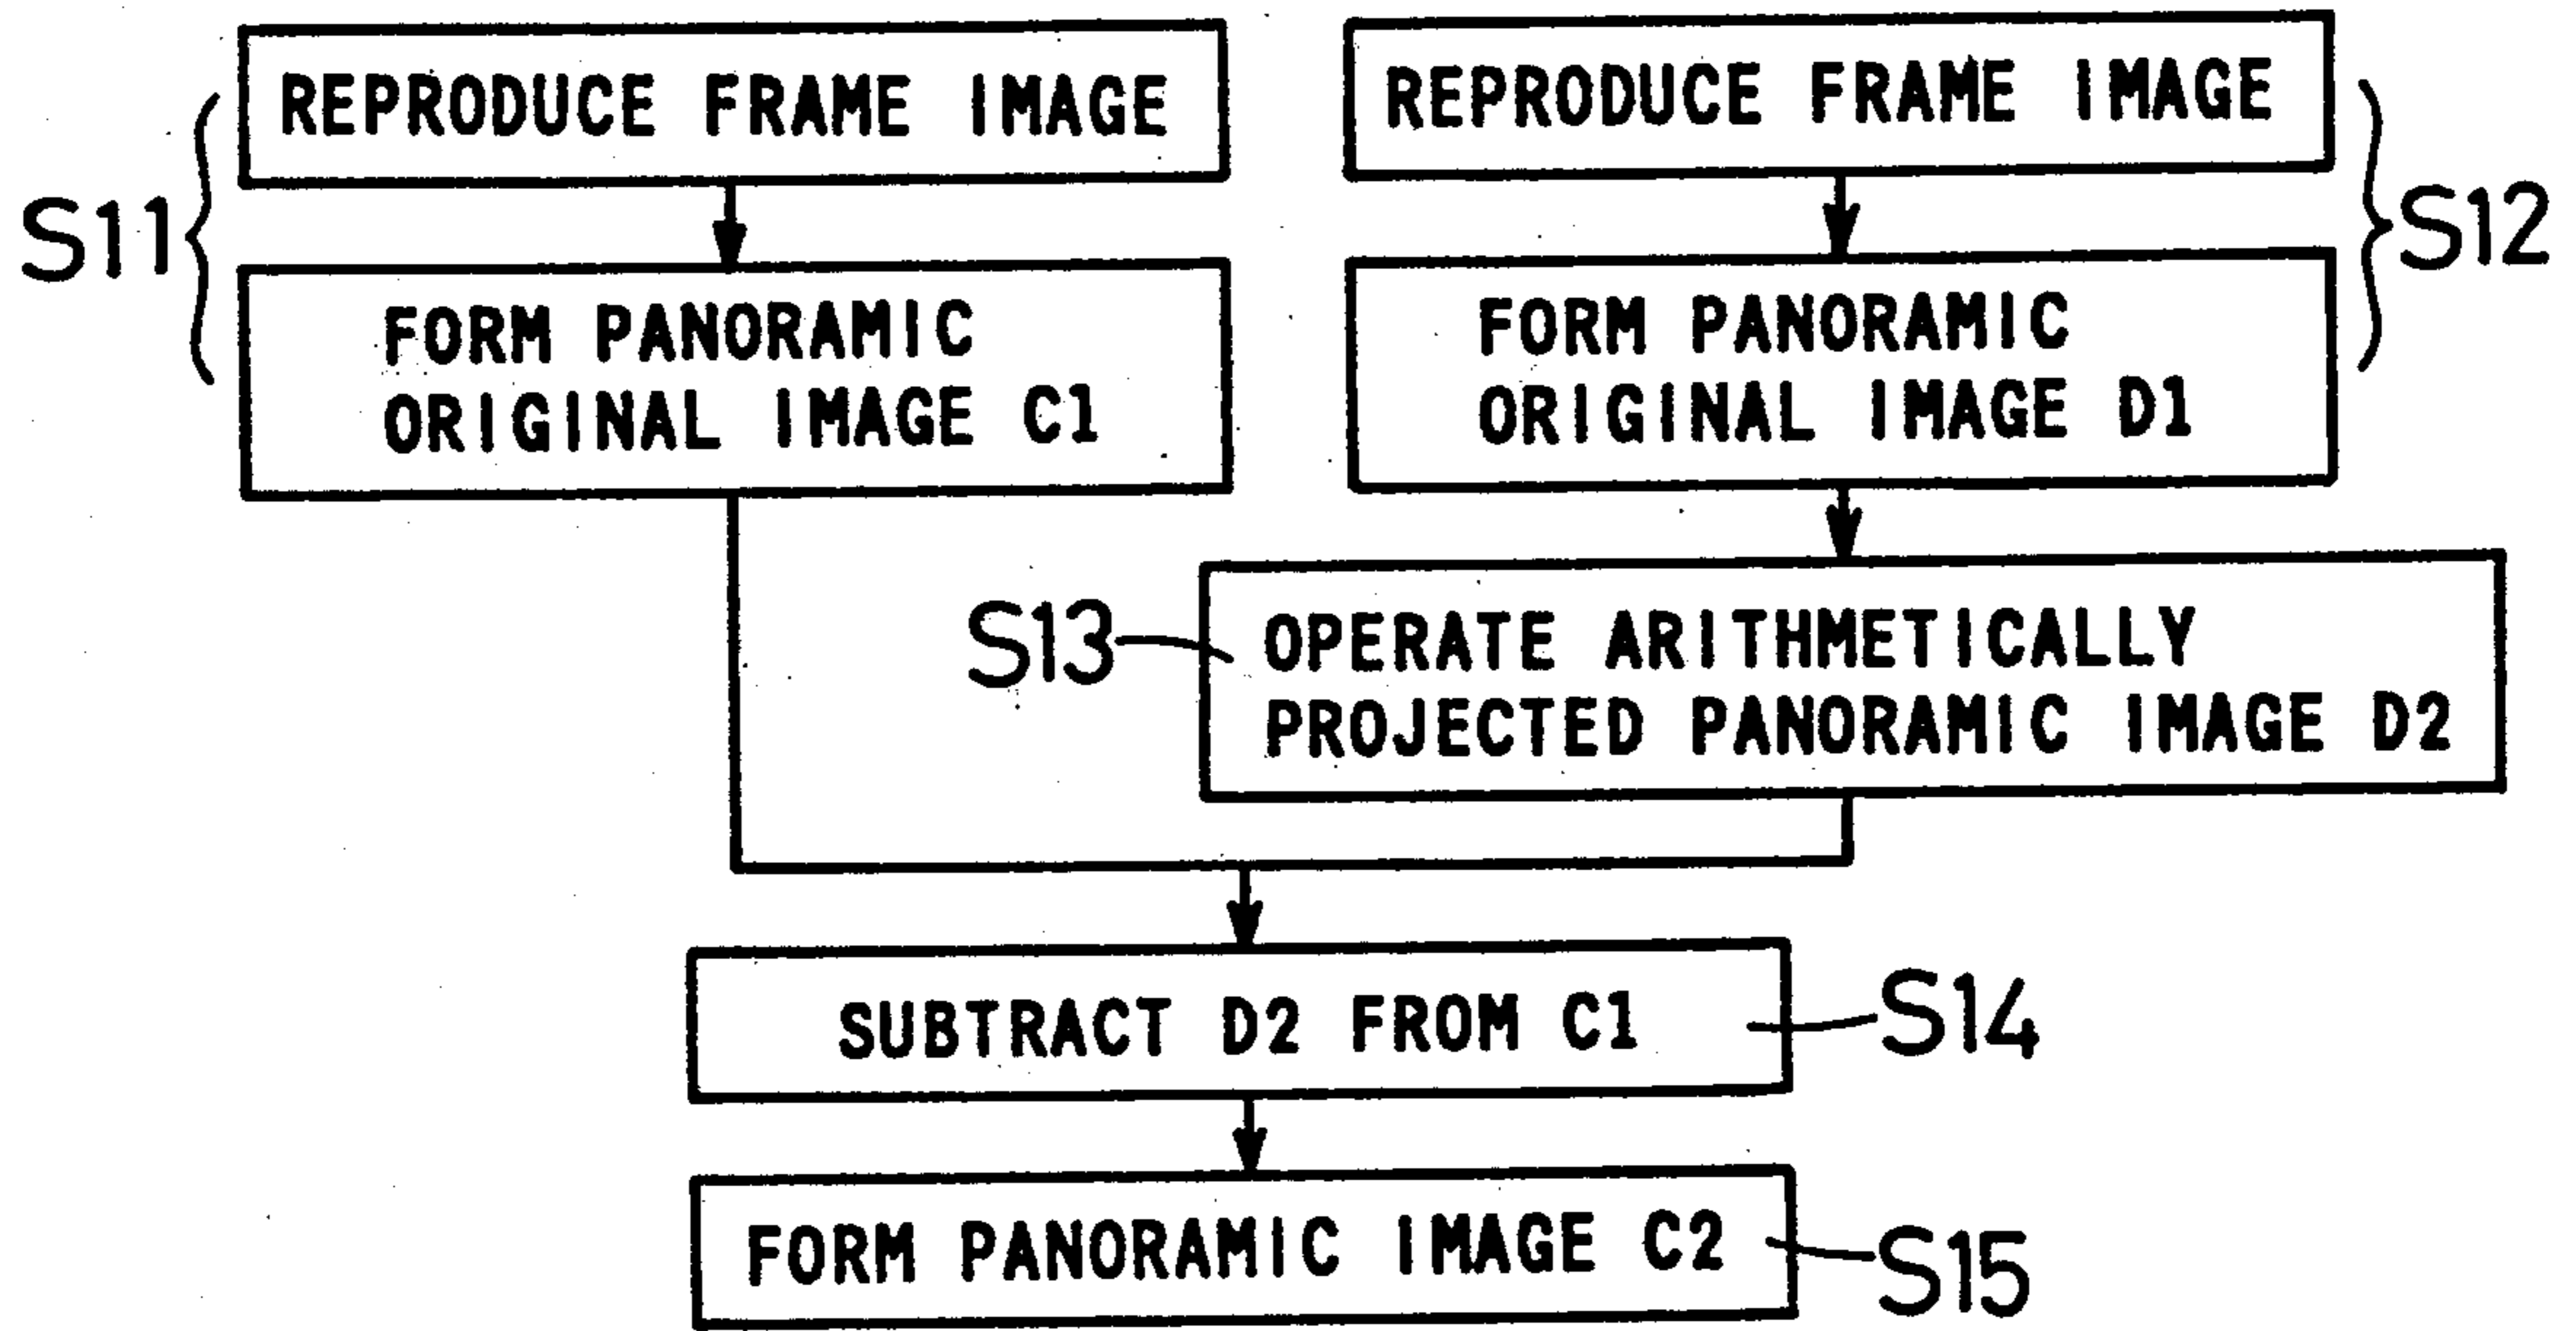 REPRODUCE FRAME IMAGE
S11
FORM PANORAMIC
ORIGINAL IMAGE C1
REPRODUCE FRAME IMAGE
S12
FORM PANORAMIC
ORIGINAL IMAGE D1
S13
OPERATE ARITHMETICALLY
PROJECTED PANORAMIC IMAGE D2
SUBTRACT D2 FROM C1
S14
FORM PANORAMIC IMAGE C2
S15